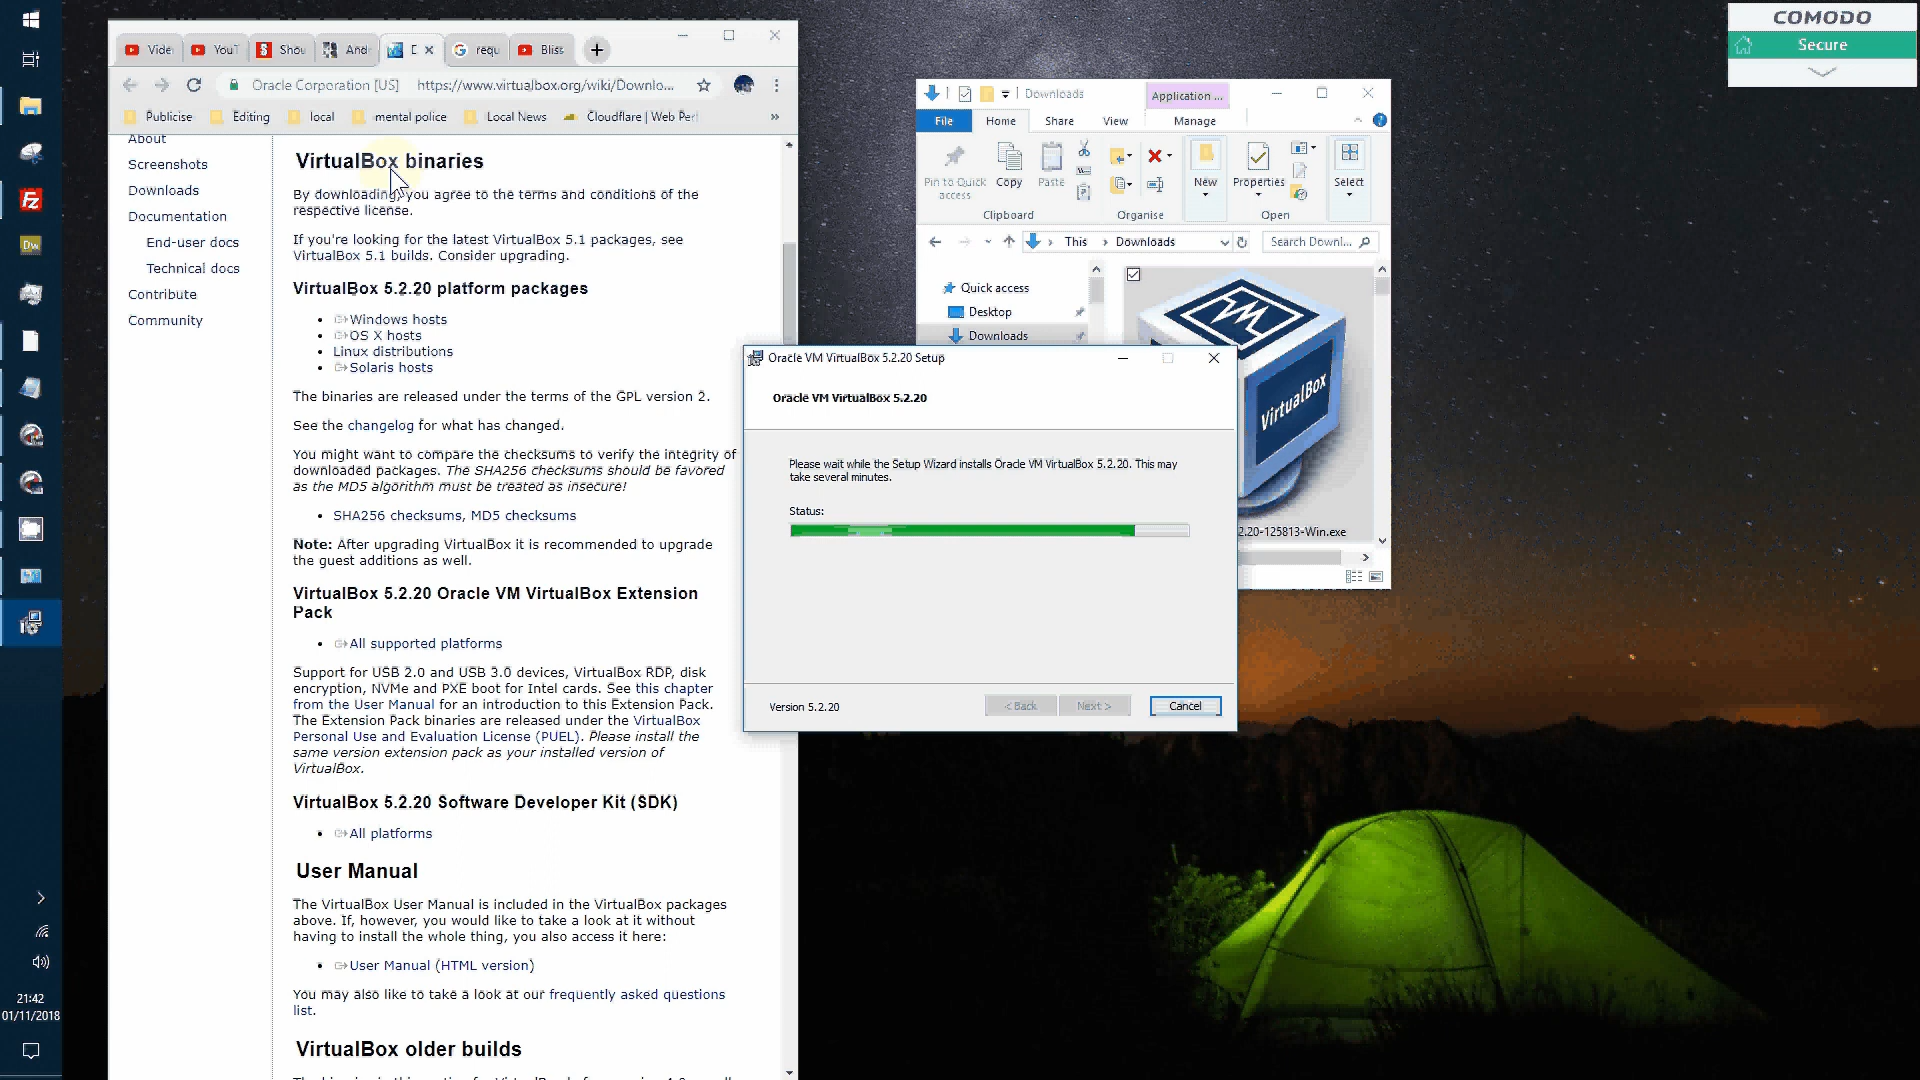 Vide
YouT
Shou
And
E
requ
Bliss
Oracle Corporation [US]
https://www.virtualbox.org/wiki/Downlo...
Publicise
Editing
local
mental police
Local News
Cloudflare | Web Per
»
About
Screenshots
Downloads
Documentation
End-user docs
Technical docs
Contribute
Community
VirtualBox binaries
By downloading, you agree to the terms and conditions of the
respective license.
If you're looking for the latest VirtualBox 5.1 packages, see
VirtualBox 5.1 builds. Consider upgrading.
VirtualBox 5.2.20 platform packages
• Windows hosts
• OS X hosts
• Linux distributions
• Solaris hosts
The binaries are released under the terms of the GPL version 2.
See the changelog for what has changed.
You might want to compare the checksums to verify the integrity of
downloaded packages. The SHA256 checksums should be favored
as the MD5 algorithm must be treated as insecure!
• SHA256 checksums, MD5 checksums
Note: After upgrading VirtualBox it is recommended to upgrade
the guest additions as well.
VirtualBox 5.2.20 Oracle VM VirtualBox Extension
Pack
• All supported platforms
Support for USB 2.0 and USB 3.0 devices, VirtualBox RDP, disk
encryption, NVMe and PXE boot for Intel cards. See this chapter
from the User Manual for an introduction to this Extension Pack.
The Extension Pack binaries are released under the VirtualBox
Personal Use and Evaluation License (PUEL). Please install the
same version extension pack as your installed version of
VirtualBox.
VirtualBox 5.2.20 Software Developer Kit (SDK)
• All platforms
User Manual
The VirtualBox User Manual is included in the VirtualBox packages
above. If, however, you would like to take a look at it without
having to install the whole thing, you also access it here:
• User Manual (HTML version)
You may also like to take a look at our frequently asked questions
list.
VirtualBox older builds
Downloads
Application ...
File
Home
Share
View
Manage
Pin to Quick
access
Copy
Paste
New
Properties
Select
Clipboard
Organise
Open
This
Downloads
Search Downl...
Quick access
Desktop
Downloads
VirtualBox
2.20-125813-Win.exe
Oracle VM VirtualBox 5.2.20 Setup
Oracle VM VirtualBox 5.2.20
Please wait while the Setup Wizard installs Oracle VM VirtualBox 5.2.20. This may
take several minutes.
Status:
Version 5.2.20
< Back
Next >
Cancel
COMODO
Secure
Fz
Dw
21:42
01/11/2018